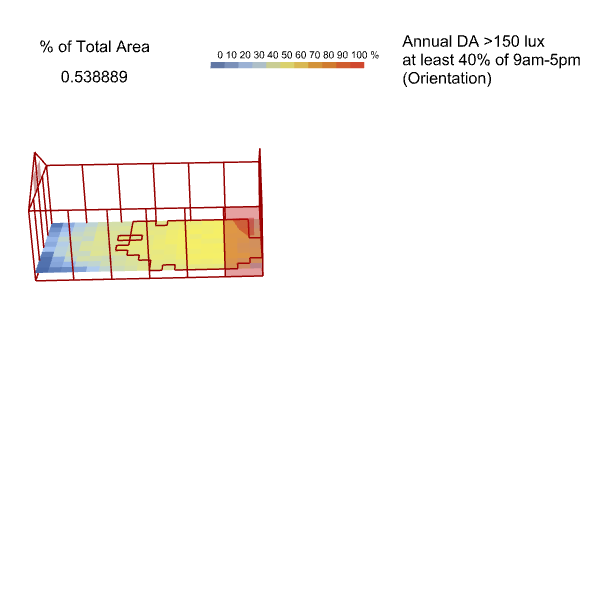 % of Total Area
0.538889
0 10 20 30 40 50 60 70 80 90 100 %
Annual DA >150 lux
at least 40% of 9am-5pm
(Orientation)